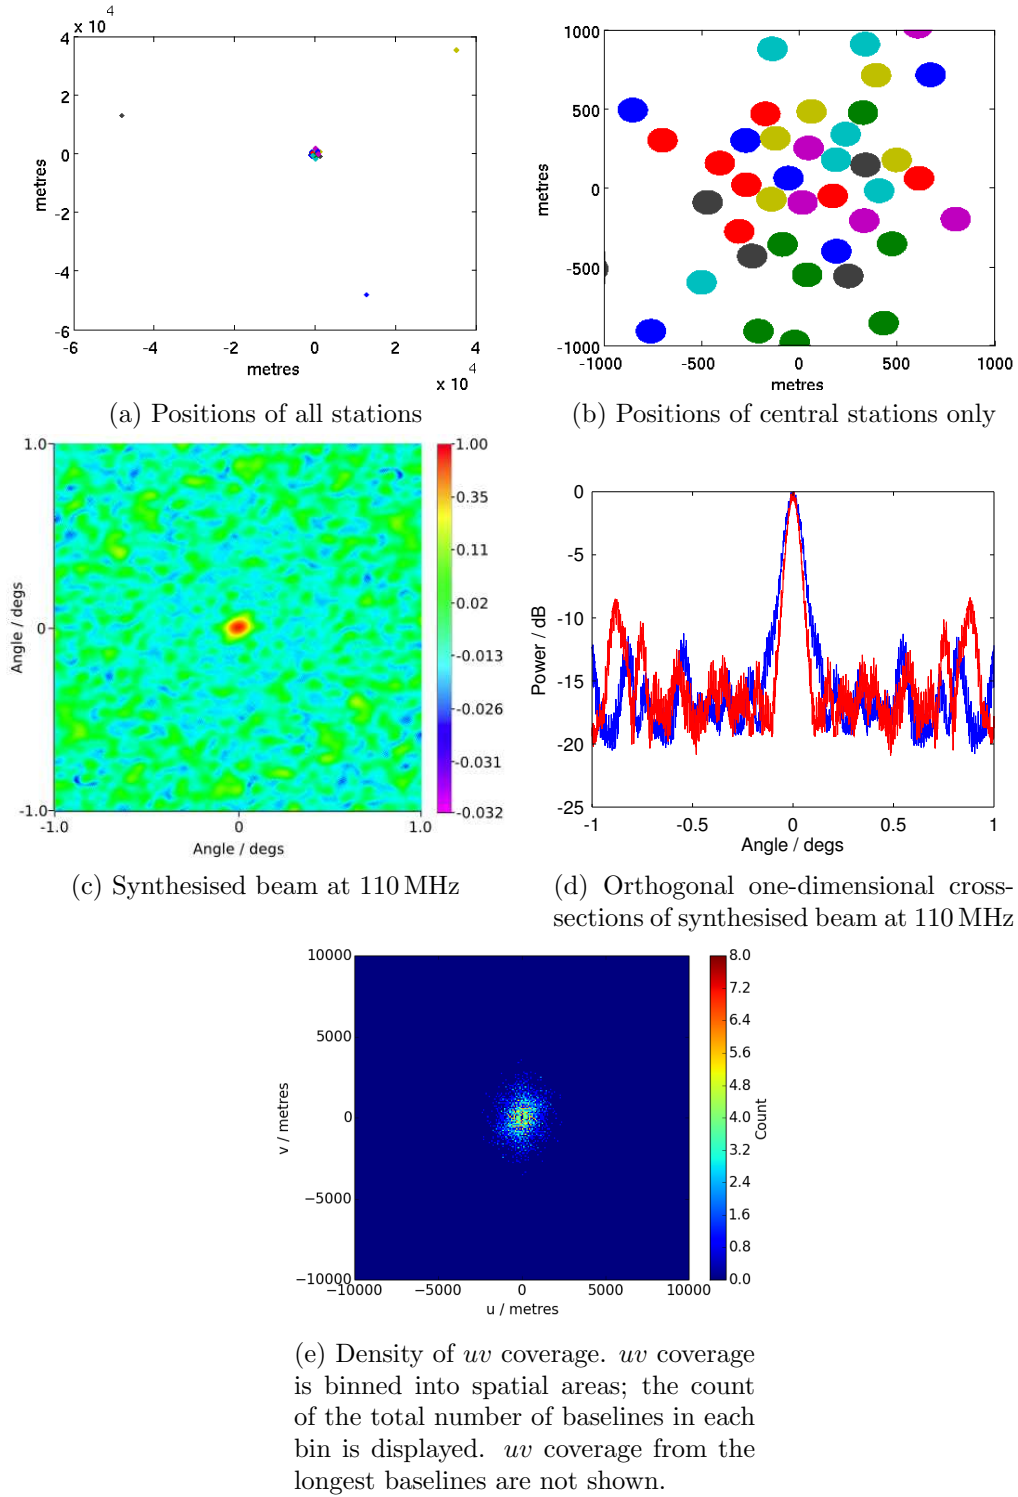 x 10^4
4
2
0
-2
-4
-6
metres
-6
-4
-2
0
2
4
metres
x 10^4
(a) Positions of all stations
1000
500
0
-500
-1000
metres
-1000
-500
0
500
1000
metres
(b) Positions of central stations only
1.0
0
-1.0
Angle / degs
-1.0
0
1.0
Angle / degs
1.00
0.35
0.11
0.02
-0.013
-0.026
-0.031
-0.032
(c) Synthesised beam at 110 MHz
0
-5
-10
-15
-20
-25
Power / dB
-1
-0.5
0
0.5
1
Angle / degs
(d) Orthogonal one-dimensional cross-
sections of synthesised beam at 110 MHz
10000
5000
0
−5000
−10000
v / metres
−10000
−5000
0
5000
10000
u / metres
8.0
7.2
6.4
5.6
4.8
4.0
3.2
2.4
1.6
0.8
0.0
Count
(e) Density of uv coverage. uv coverage
is binned into spatial areas; the count
of the total number of baselines in each
bin is displayed. uv coverage from the
longest baselines are not shown.